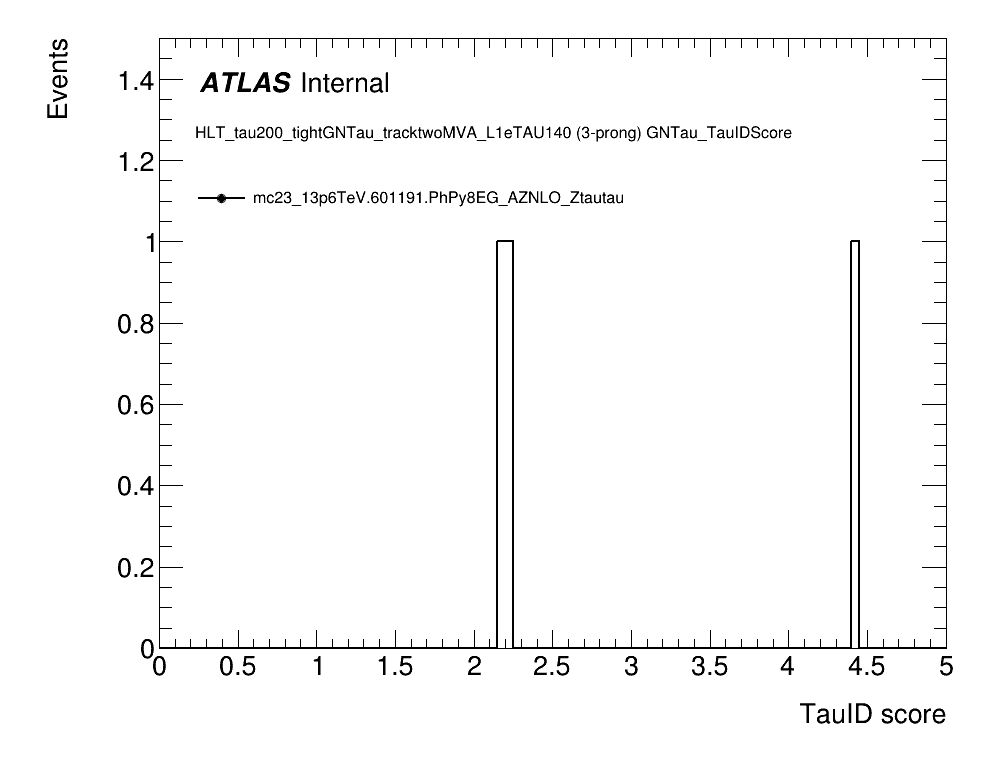 Events
ATLAS Internal
HLT_tau200_tightGNTau_tracktwoMVA_L1eTAU140 (3-prong) GNTau_TauIDScore
mc23_13p6TeV.601191.PhPy8EG_AZNLO_Ztautau
1.4
1.2
1
0.8
0.6
0.4
0.2
0
0 0.5 1 1.5 2 2.5 3 3.5 4 4.5 5
TauID score